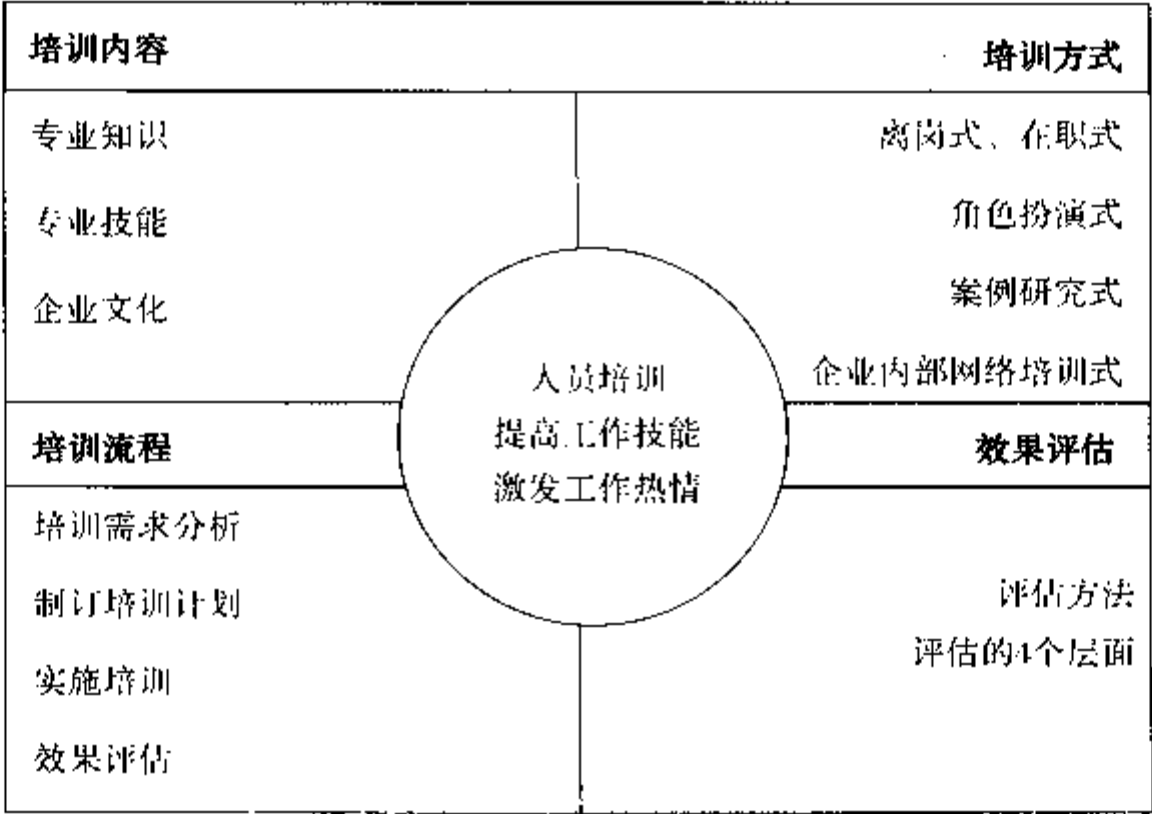 培训内容
专业知识
专业技能
企业文化
培训方式
离岗式、在职式
角色扮演式
案例研究式
企业内部网络培训式
人员培训
提高工作技能
激发工作热情
培训流程
培训需求分析
制订培训计划
实施培训
效果评估
效果评估
评估方法
评估的4个层面